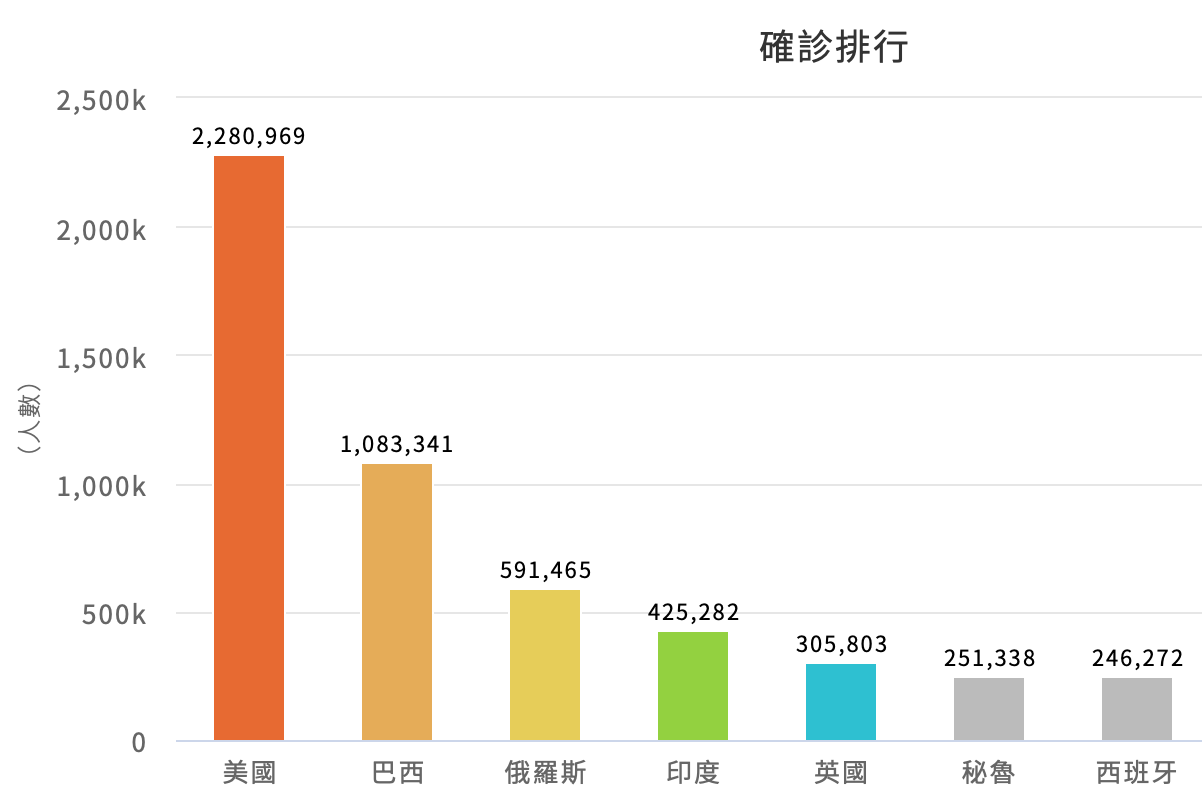 確診排行
2,500k
2,000k
1,500k
1,000k
500k
0
(人數)
2,280,969
1,083,341
591,465
425,282
305,803
251,338
246,272
美國
巴西
俄羅斯
印度
英國
秘魯
西班牙